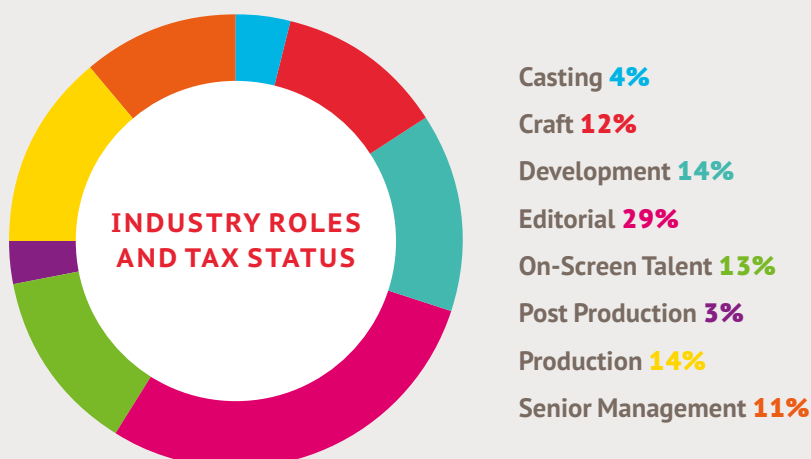 INDUSTRY ROLES
AND TAX STATUS
Casting 4%
Craft 12%
Development 14%
Editorial 29%
On-Screen Talent 13%
Post Production 3%
Production 14%
Senior Management 11%